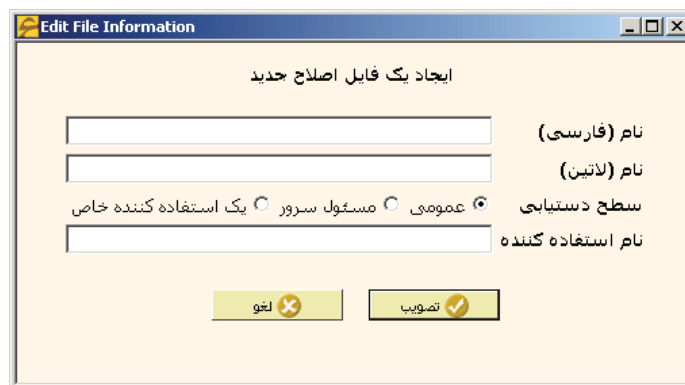 Edit File Information
ایجاد یک فایل اصلاح جدید
نام (فارسی)
نام (لاتین)
سطح دستیابی عمومی مسئول سرور یک استفاده کننده خاص
نام استفاده کننده
تصویب لغو